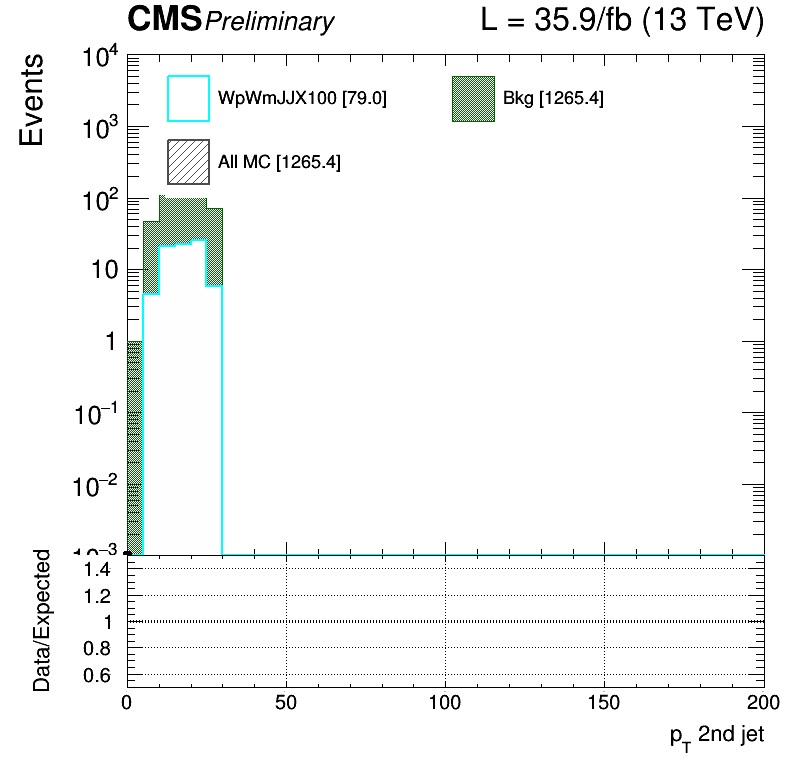 CMS Preliminary L = 35.9/fb (13 TeV)
Events
10^4
WpWmJJX100 [79.0] Bkg [1265.4]
10^3
All MC [1265.4]
10^2
10
1
10^−1
10^−2
Data/Expected
1.4
1.2
1
0.8
0.6
0 50 100 150 200
p_T 2nd jet